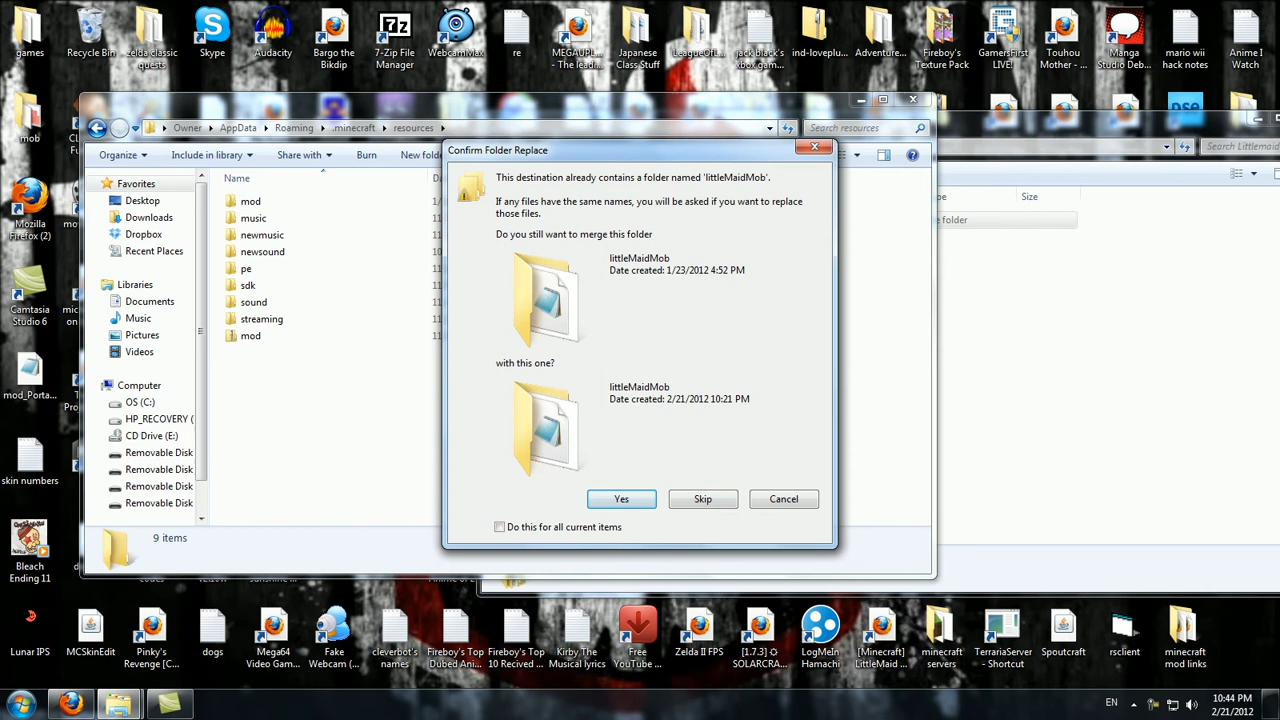 games
Recycle Bin
zelda classic
quests
Skype
Audacity
Bargo the
Bikdip
7-Zip File
Manager
WebcamMax
re
MEGAUPL...
- The lead...
Japanese
Class Stuff
LeagueOfL...
jack black's
xbox gam...
ind-loveplu...
Adventure...
Fireboy's
Texture Pack
GamersFirst
LIVE!
Touhou
Mother - ...
Manga
Studio Deb...
mario wii
hack notes
Anime I
Watch
mob
Mozilla
Firefox (2)
Camtasia
Studio 6
mod_Porta...
skin numbers
Bleach
Ending 11
Owner
AppData
Roaming
.minecraft
resources
Search resources
Search Littlemaid
Organize
Include in library
Share with
Burn
New folde
Favorites
Desktop
Downloads
Dropbox
Recent Places
Libraries
Documents
Music
Pictures
Videos
Computer
OS (C:)
HP_RECOVERY (
CD Drive (E:)
Removable Disk
Removable Disk
Removable Disk
Removable Disk
Name
mod
music
newmusic
newsound
pe
sdk
sound
streaming
mod
9 items
Size
e folder
Confirm Folder Replace
This destination already contains a folder named 'littleMaidMob'.
If any files have the same names, you will be asked if you want to replace
those files.
Do you still want to merge this folder
littleMaidMob
Date created: 1/23/2012 4:52 PM
with this one?
littleMaidMob
Date created: 2/21/2012 10:21 PM
Yes
Skip
Cancel
Do this for all current items
Lunar IPS
MCSkinEdit
Pinky's
Revenge [C...
dogs
Mega64
Video Gam...
Fake
Webcam (...
cleverbot's
names
Fireboy's Top
Dubed Ani...
Fireboy's Top
10 Recived ...
Kirby The
Musical lyrics
Free
YouTube ...
Zelda II FPS
[1.7.3] ☼
SOLARCRA...
LogMeIn
Hamachi
[Minecraft]
LittleMaid ...
minecraft
servers
TerrariaServer
- Shortcut
Spoutcraft
rsclient
minecraft
mod links
EN
10:44 PM
2/21/2012